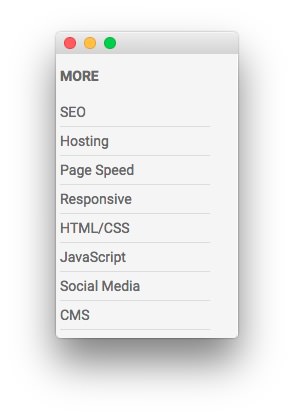 MORE
SEO
Hosting
Page Speed
Responsive
HTML/CSS
JavaScript
Social Media
CMS